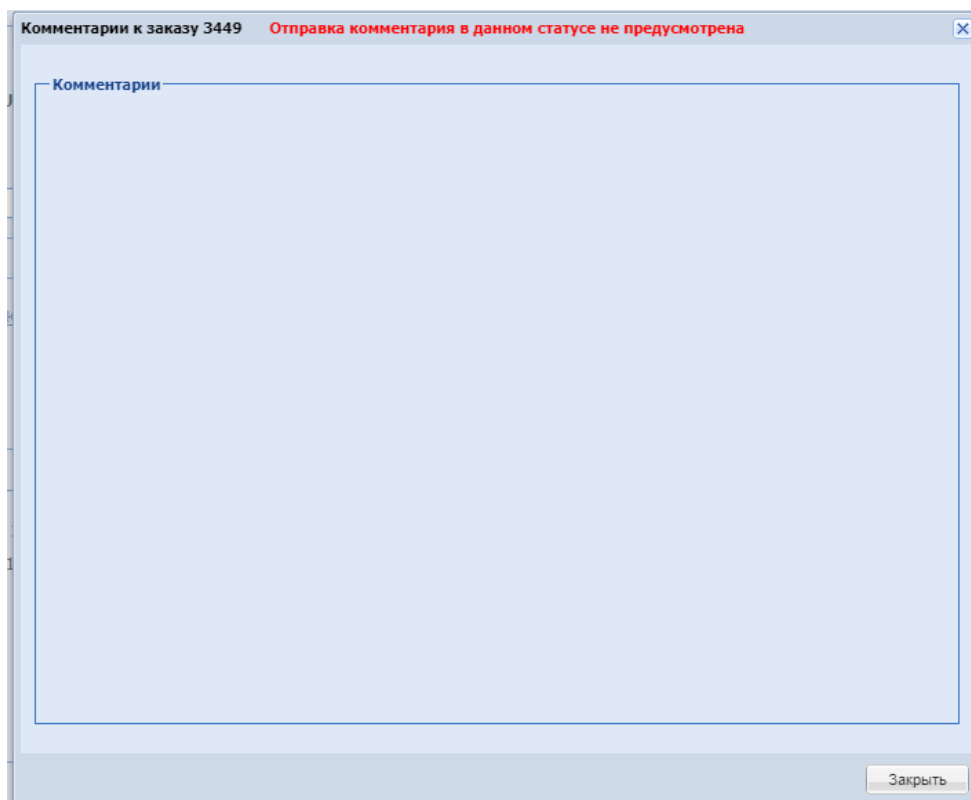 Комментарии к заказу 3449 Отправка комментария в данном статусе не предусмотрена
Комментарии
Закрыть